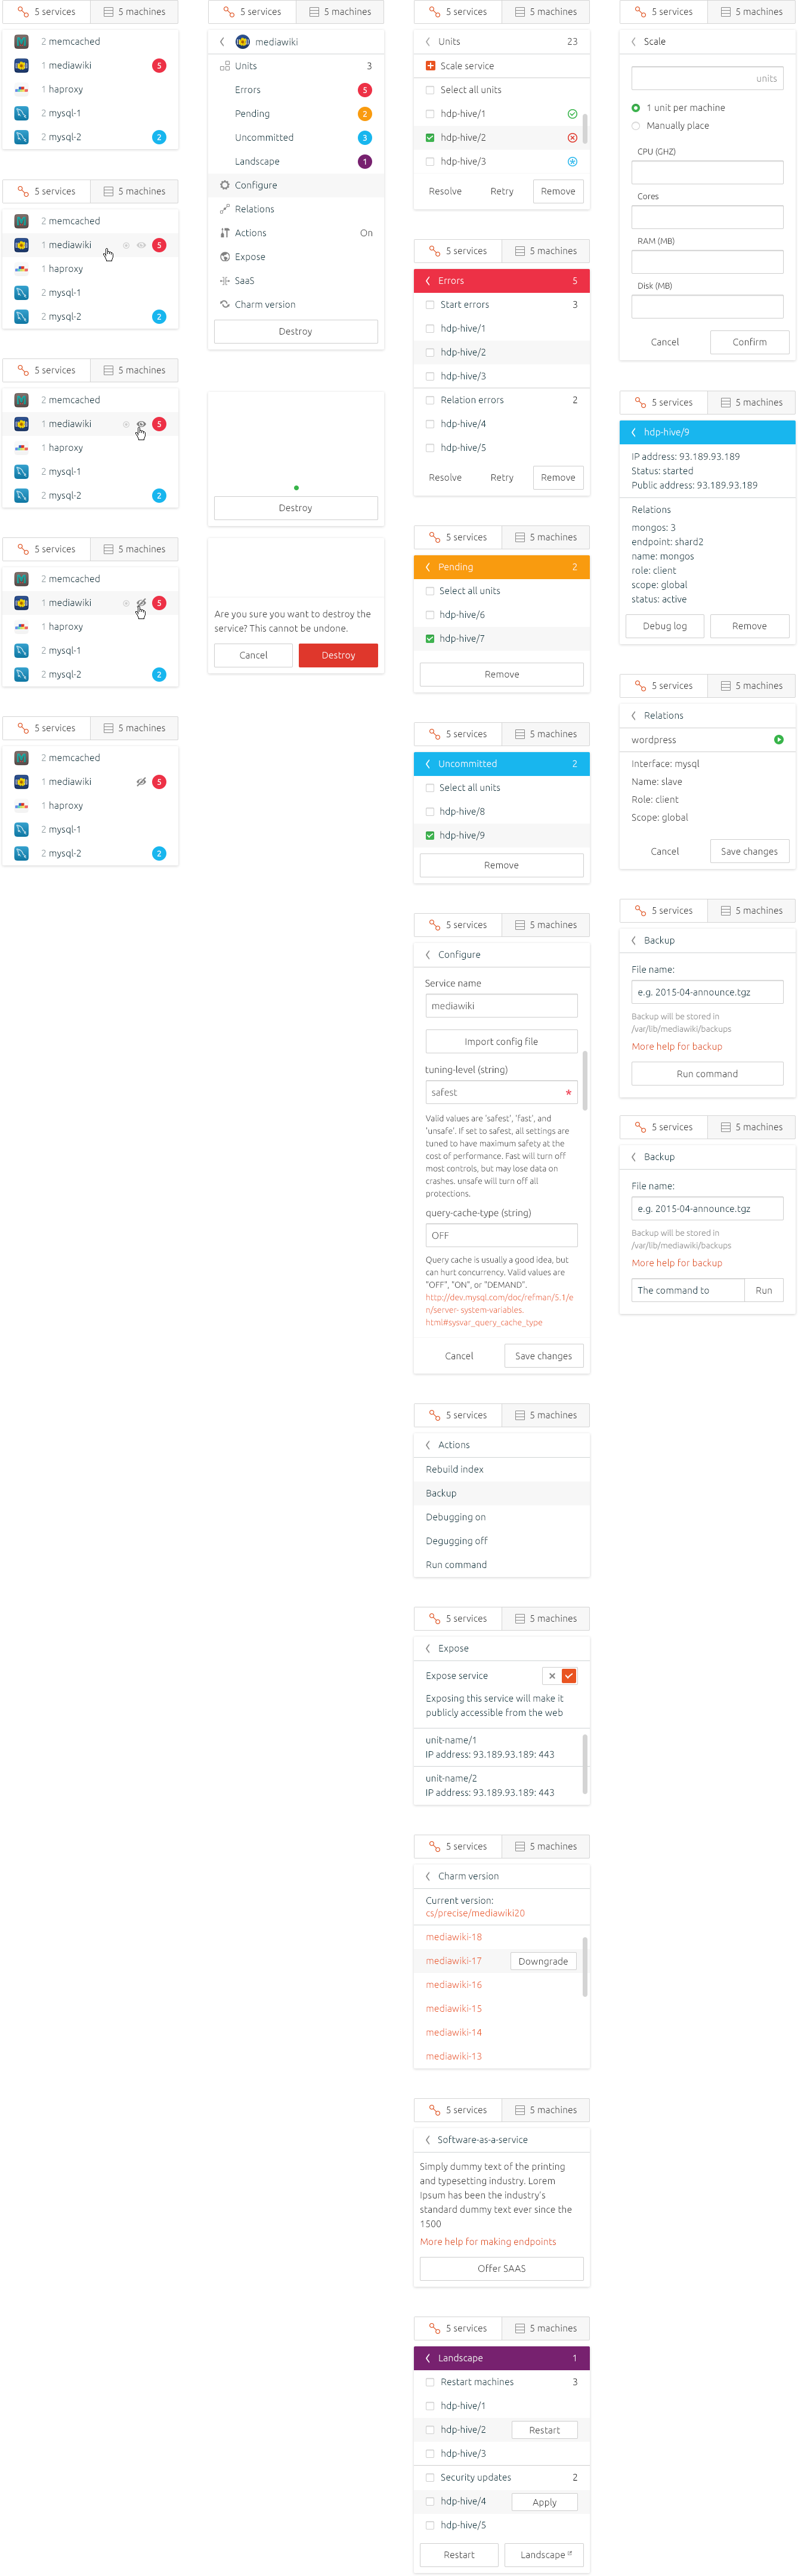 5 services 5 machines
2 memcached
1 mediawiki 5
1 haproxy
2 mysql-1
2 mysql-2 2
5 services 5 machines
2 memcached
1 mediawiki 5
1 haproxy
2 mysql-1
2 mysql-2 2
5 services 5 machines
2 memcached
1 mediawiki 5
1 haproxy
2 mysql-1
2 mysql-2 2
5 services 5 machines
2 memcached
1 mediawiki 5
1 haproxy
2 mysql-1
2 mysql-2 2
5 services 5 machines
2 memcached
1 mediawiki 5
1 haproxy
2 mysql-1
2 mysql-2 2
5 services 5 machines
mediawiki
Units 3
Errors 5
Pending 2
Uncommitted 3
Landscape 1
Configure
Relations
Actions On
Expose
SaaS
Charm version
Destroy
Destroy
Are you sure you want to destroy the
service? This cannot be undone.
Cancel Destroy
5 services 5 machines
Units 23
Scale service
Select all units
hdp-hive/1
hdp-hive/2
hdp-hive/3
Resolve Retry Remove
5 services 5 machines
Errors 5
Start errors 3
hdp-hive/1
hdp-hive/2
hdp-hive/3
Relation errors 2
hdp-hive/4
hdp-hive/5
Resolve Retry Remove
5 services 5 machines
Pending 2
Select all units
hdp-hive/6
hdp-hive/7
Remove
5 services 5 machines
Uncommitted 2
Select all units
hdp-hive/8
hdp-hive/9
Remove
5 services 5 machines
Configure
Service name
mediawiki
Import config file
tuning-level (string)
safest *
Valid values are 'safest', 'fast', and
'unsafe'. If set to safest, all settings are
tuned to have maximum safety at the
cost of performance. Fast will turn off
most controls, but may lose data on
crashes. unsafe will turn off all
protections.
query-cache-type (string)
OFF
Query cache is usually a good idea, but
can hurt concurrency. Valid values are
"OFF", "ON", or "DEMAND".
http://dev.mysql.com/doc/refman/5.1/e
n/server- system-variables.
html#sysvar_query_cache_type
Cancel Save changes
5 services 5 machines
Actions
Rebuild index
Backup
Debugging on
Degugging off
Run command
5 services 5 machines
Expose
Expose service
Exposing this service will make it
publicly accessible from the web
unit-name/1
IP address: 93.189.93.189: 443
unit-name/2
IP address: 93.189.93.189: 443
5 services 5 machines
Charm version
Current version:
cs/precise/mediawiki20
mediawiki-18
mediawiki-17 Downgrade
mediawiki-16
mediawiki-15
mediawiki-14
mediawiki-13
5 services 5 machines
Software-as-a-service
Simply dummy text of the printing
and typesetting industry. Lorem
Ipsum has been the industry's
standard dummy text ever since the
1500
More help for making endpoints
Offer SAAS
5 services 5 machines
Landscape 1
Restart machines 3
hdp-hive/1
hdp-hive/2 Restart
hdp-hive/3
Security updates 2
hdp-hive/4 Apply
hdp-hive/5
Restart Landscape
5 services 5 machines
Scale
units
1 unit per machine
Manually place
CPU (GHZ)
Cores
RAM (MB)
Disk (MB)
Cancel Confirm
5 services 5 machines
hdp-hive/9
IP address: 93.189.93.189
Status: started
Public address: 93.189.93.189
Relations
mongos: 3
endpoint: shard2
name: mongos
role: client
scope: global
status: active
Debug log Remove
5 services 5 machines
Relations
wordpress
Interface: mysql
Name: slave
Role: client
Scope: global
Cancel Save changes
5 services 5 machines
Backup
File name:
e.g. 2015-04-announce.tgz
Backup will be stored in
/var/lib/mediawiki/backups
More help for backup
Run command
5 services 5 machines
Backup
File name:
e.g. 2015-04-announce.tgz
Backup will be stored in
/var/lib/mediawiki/backups
More help for backup
The command to Run